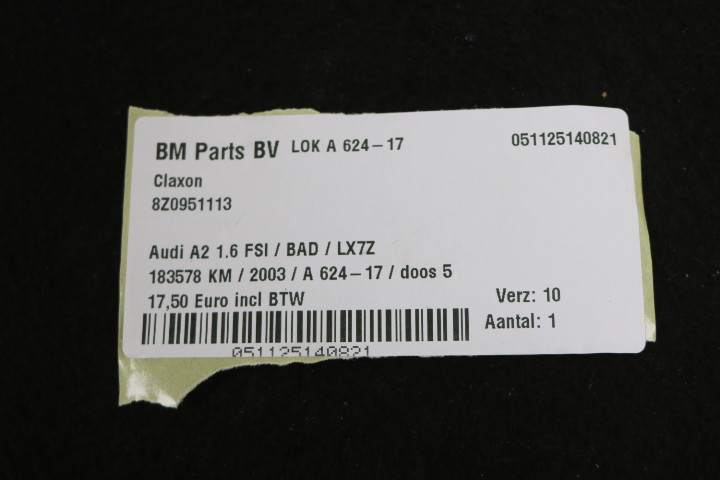 BM Parts BV LOK A 624-17 051125140821
Claxon
8Z0951113
Audi A2 1.6 FSI / BAD / LX7Z
183578 KM / 2003 / A 624-17 / doos 5
17,50 Euro incl BTW Verz: 10
Aantal: 1
051125140821